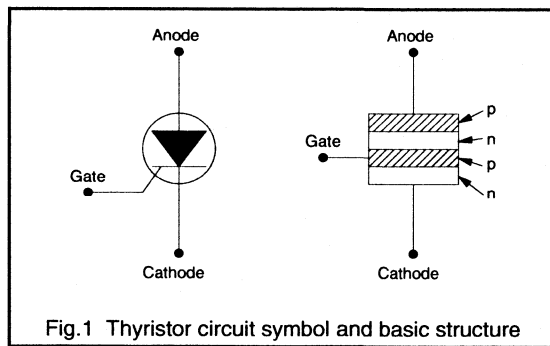 Anode
Gate
Cathode
Anode
Gate
p
n
p
n
Cathode
Fig.1 Thyristor circuit symbol and basic structure